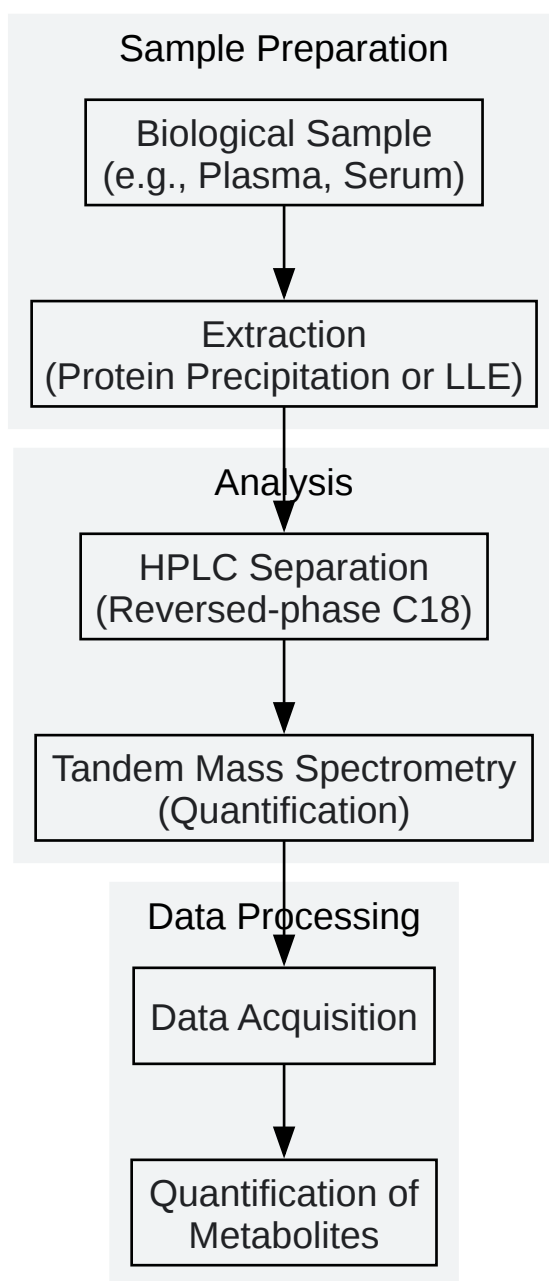 Sample Preparation
Biological Sample
(e.g., Plasma, Serum)
Extraction
(Protein Precipitation or LLE)
Analysis
HPLC Separation
(Reversed-phase C18)
Tandem Mass Spectrometry
(Quantification)
Data Processing
Data Acquisition
Quantification of
Metabolites